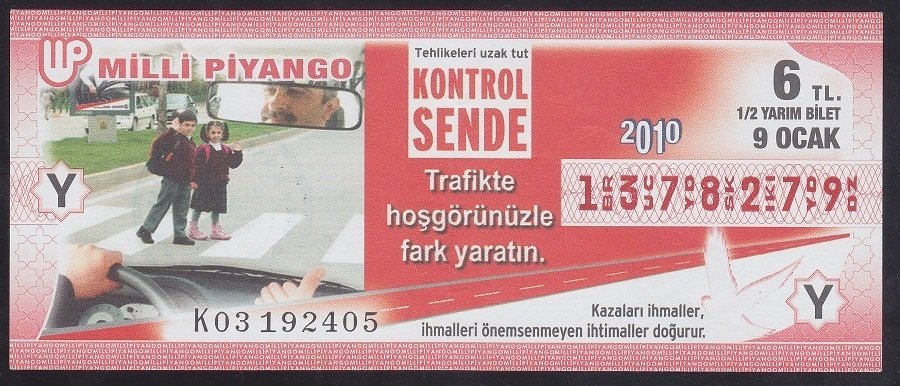 MİLLİ PİYANGO
Tehlikeleri uzak tut
KONTROL
SENDE
Trafikte
hoşgörünüzle
fark yaratın.
2010
6 TL.
1/2 YARIM BİLET
9 OCAK
1378279
Y
Y
K03 192405
Kazaları ihmaller,
ihmalleri önemsenmeyen ihtimaller doğurur.